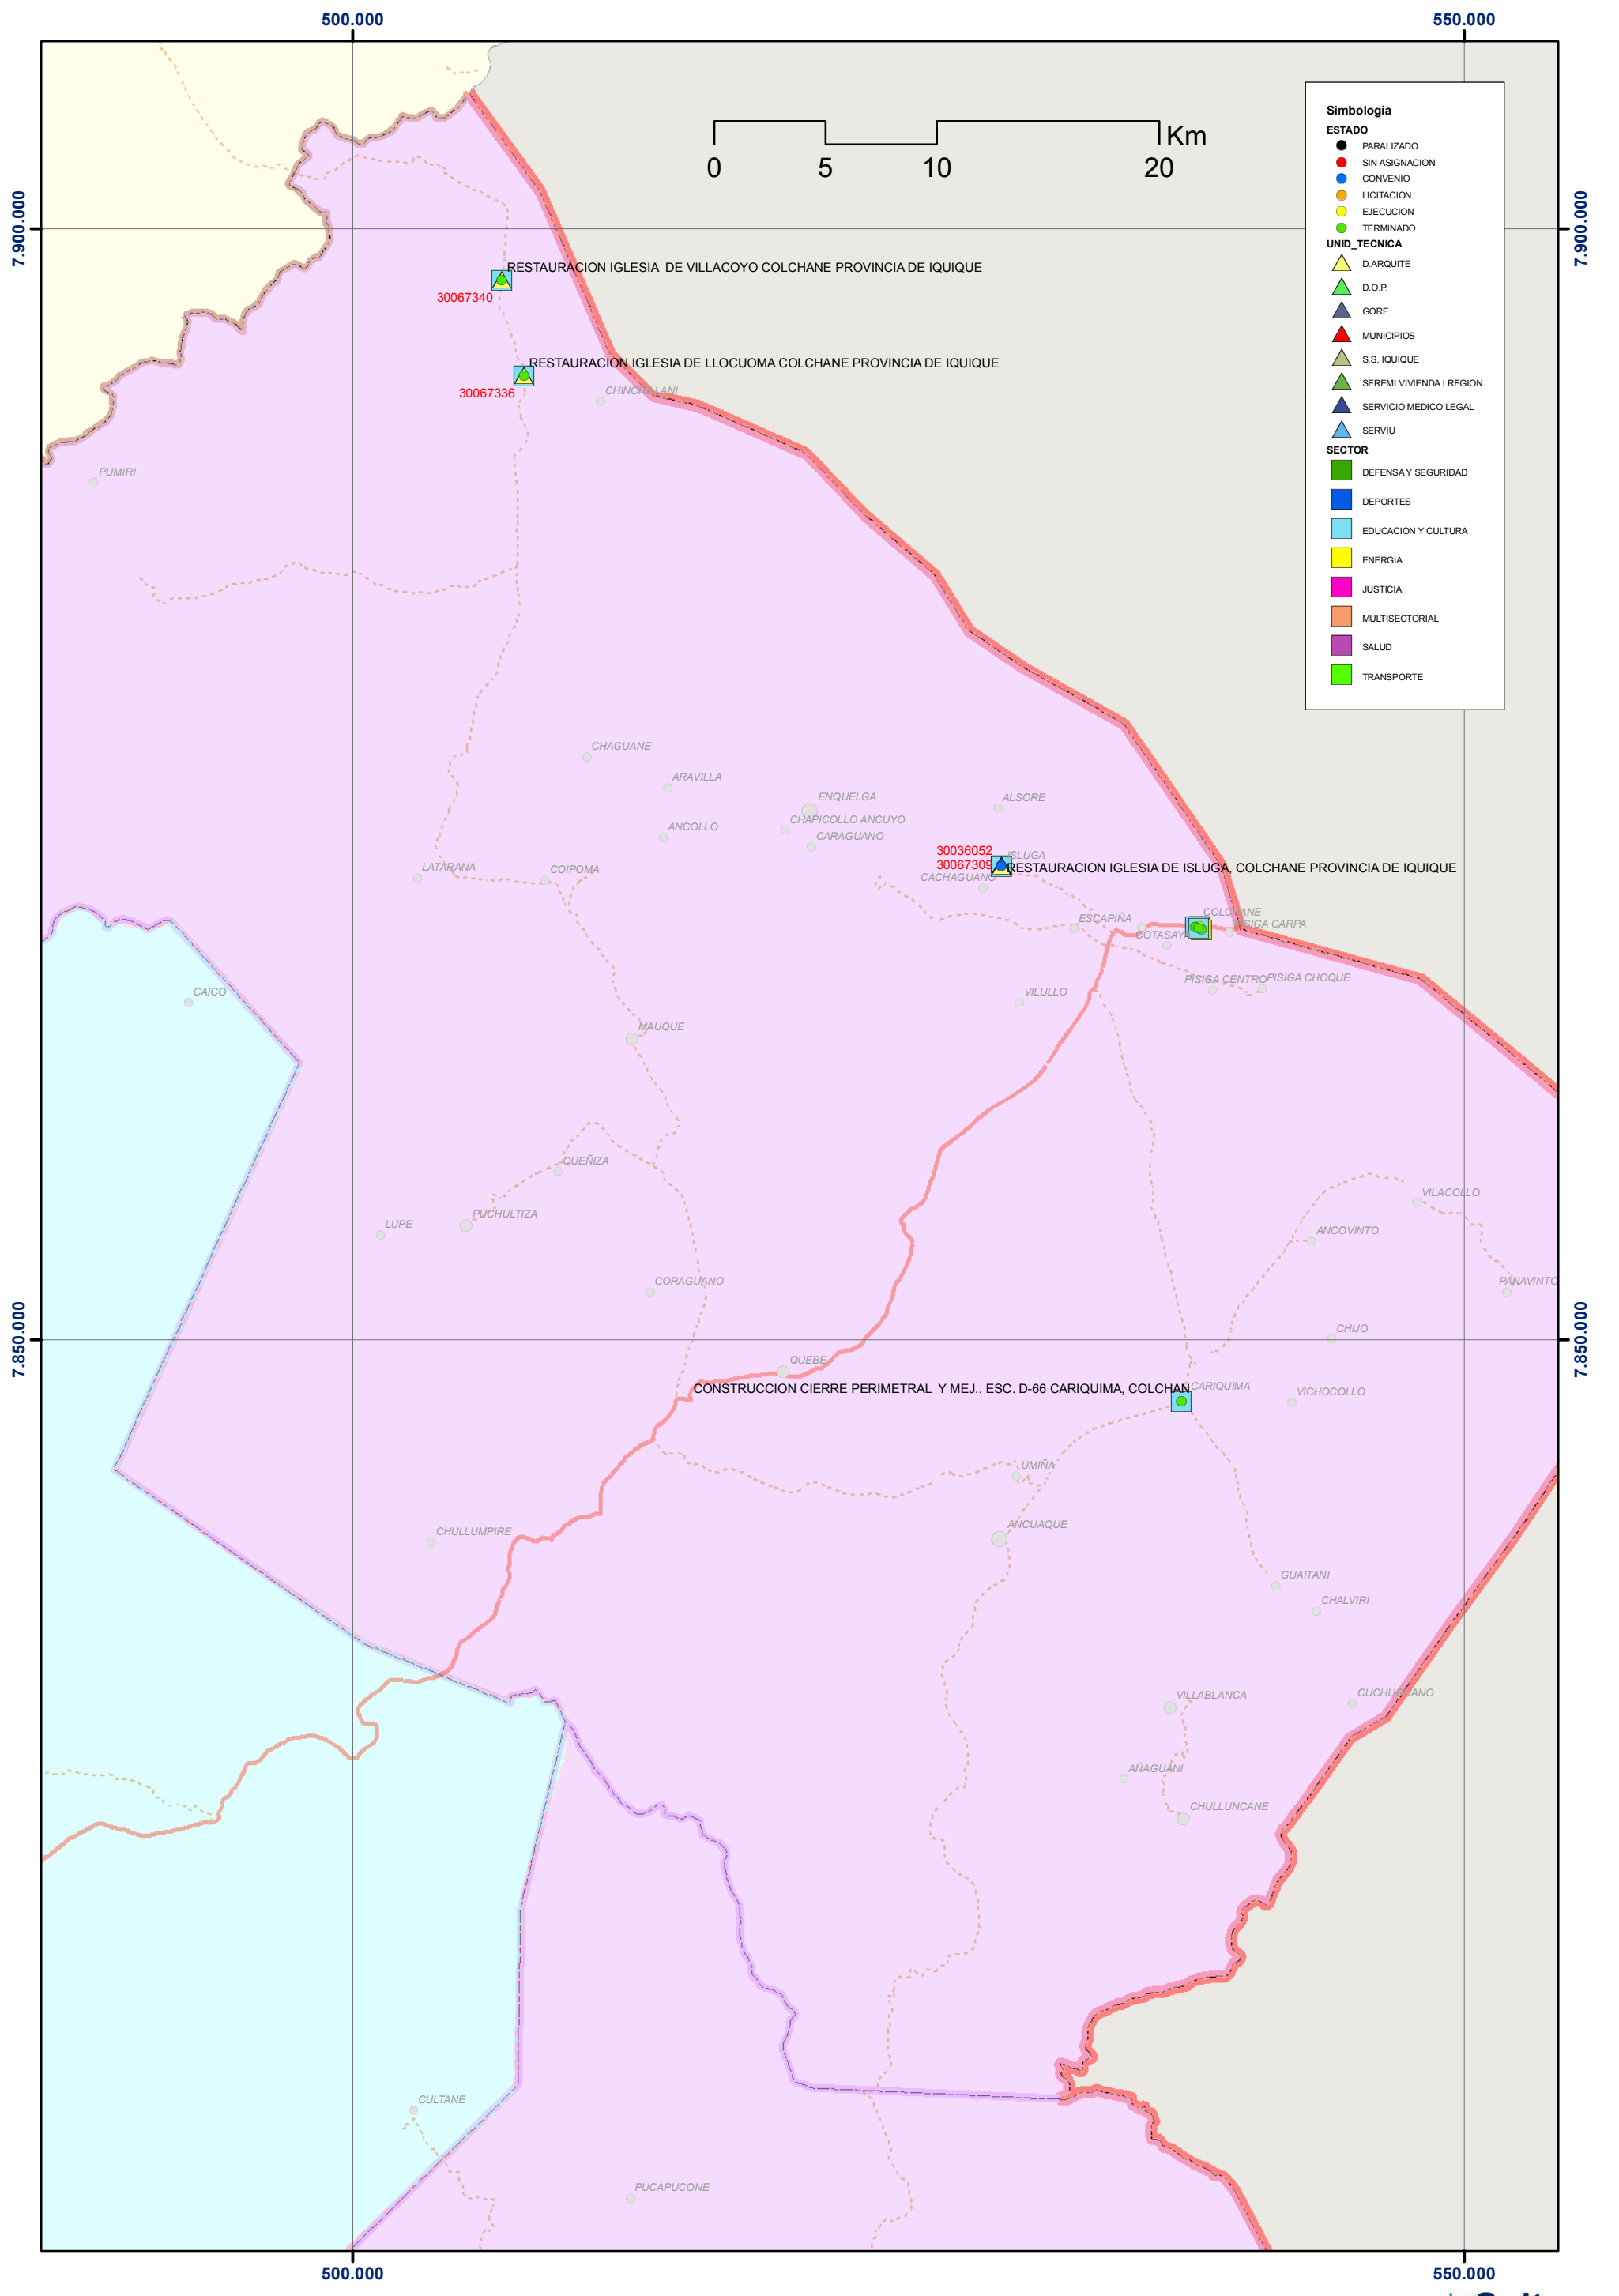 500.000
550.000
7.900.000
7.900.000
0
5
10
20
Km
Simbología
ESTADO
PARALIZADO
SIN ASIGNACION
CONVENIO
LICITACION
EJECUCION
TERMINADO
UNID_TECNICA
D.ARQUITE
D.O.P.
GORE
MUNICIPIOS
S.S. IQUIQUE
SEREMI VIVIENDA I REGION
SERVICIO MEDICO LEGAL
SERVIU
SECTOR
DEFENSA Y SEGURIDAD
DEPORTES
EDUCACION Y CULTURA
ENERGIA
JUSTICIA
MULTISECTORIAL
SALUD
TRANSPORTE
RESTAURACION IGLESIA DE VILLACOYO COLCHANE PROVINCIA DE IQUIQUE
30067340
RESTAURACION IGLESIA DE LLOCUOMA COLCHANE PROVINCIA DE IQUIQUE
30067336
PUMIRI
CHAGUANE
ARAVILLA
ENQUELGA
ALSORE
CHAPICOLLO ANCUYO
ANCOLLO
CARAGUANO
30036052
ISLUGA
30067309
RESTAURACION IGLESIA DE ISLUGA, COLCHANE PROVINCIA DE IQUIQUE
LATARANA
COIPOMA
CACHAGUANO
COLCHANE
ESCAPIÑA
PISIGA CARPA
COTASAYA
PISIGA CENTRO
PISIGA CHOQUE
CAICO
VILULLO
MAUQUE
QUEÑIZA
VILACOLLO
PUCHULTIZA
LUPE
ANCOVINTO
CORAGUANO
PANAVINTO
7.850.000
7.850.000
CHIJO
QUEBE
CONSTRUCCION CIERRE PERIMETRAL Y MEJ.. ESC. D-66 CARIQUIMA, COLCHAN
CARIQUIMA
VICHOCOLLO
UMIÑA
ANCUAQUE
CHULLUMPIRE
GUAITANI
CHALVIRI
VILLABLANCA
AÑAGUANI
CHULLUNCANE
CULTANE
PUCAPUCONE
500.000
550.000